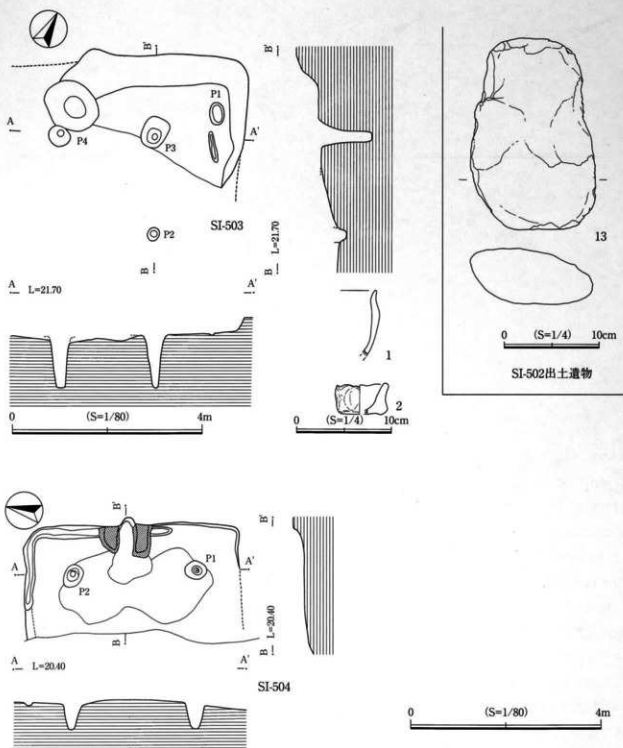 B'
A
P1
P4
P3
A'
SI-503
P2
B
A L=21.70 A'
0 (S=1/80) 4m
B'
B L=21.70
1
2
0 (S=1/4) 10cm
13
0 (S=1/4) 10cm
SI-502出土遺物
B'
A
P2
P1
A'
B
A L=20.40 A'
B'
B L=20.40
SI-504
0 (S=1/80) 4m